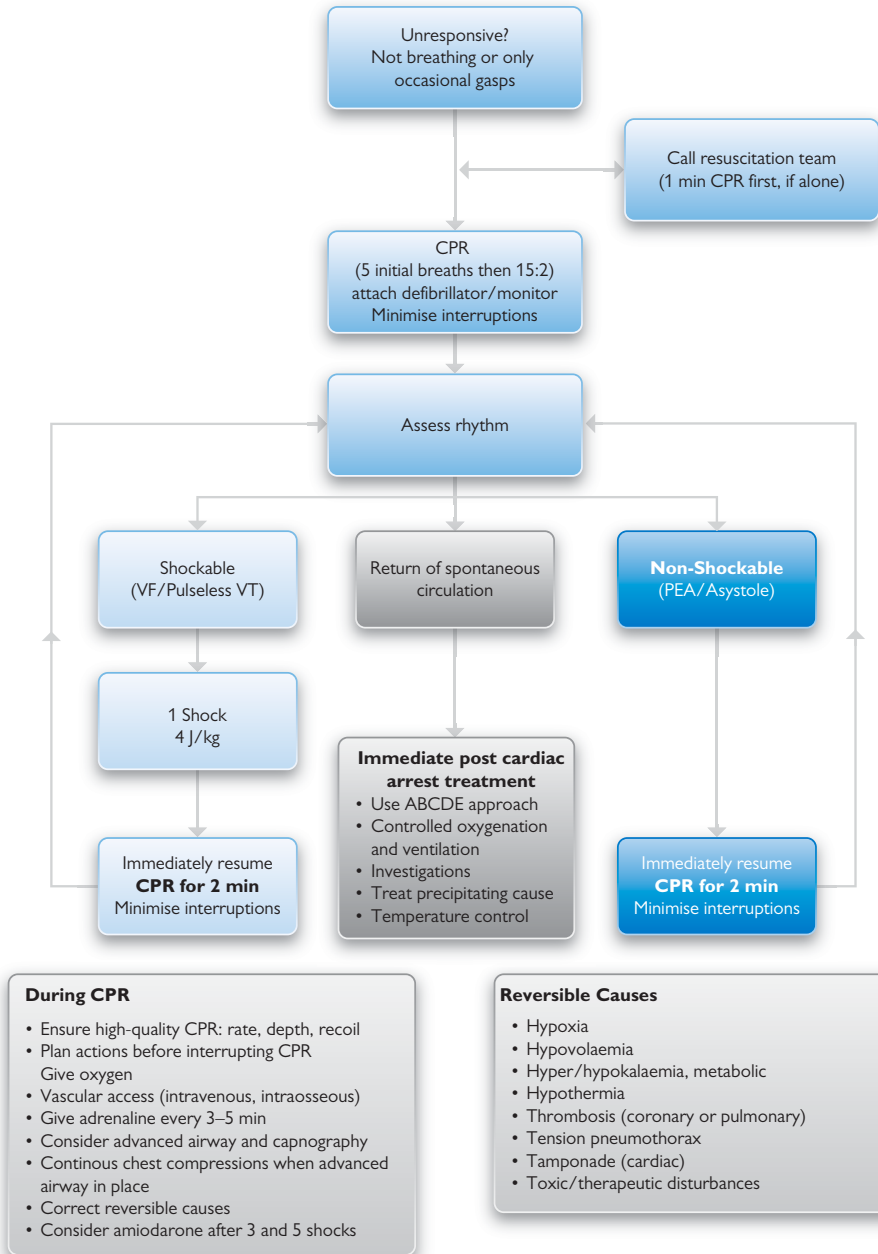 Unresponsive?
Not breathing or only
occasional gasps
Call resuscitation team
(1 min CPR first, if alone)
CPR
(5 initial breaths then 15:2)
attach defibrillator/monitor
Minimise interruptions
Assess rhythm
Shockable
(VF/Pulseless VT)
Return of spontaneous
circulation
Non-Shockable
(PEA/Asystole)
1 Shock
4 J/kg
Immediate post cardiac
arrest treatment
• Use ABCDE approach
• Controlled oxygenation
and ventilation
• Investigations
• Treat precipitating cause
• Temperature control
Immediately resume
CPR for 2 min
Minimise interruptions
Immediately resume
CPR for 2 min
Minimise interruptions
During CPR
• Ensure high-quality CPR: rate, depth, recoil
• Plan actions before interrupting CPR
Give oxygen
• Vascular access (intravenous, intraosseous)
• Give adrenaline every 3–5 min
• Consider advanced airway and capnography
• Continous chest compressions when advanced
airway in place
• Correct reversible causes
• Consider amiodarone after 3 and 5 shocks
Reversible Causes
• Hypoxia
• Hypovolaemia
• Hyper/hypokalaemia, metabolic
• Hypothermia
• Thrombosis (coronary or pulmonary)
• Tension pneumothorax
• Tamponade (cardiac)
• Toxic/therapeutic disturbances